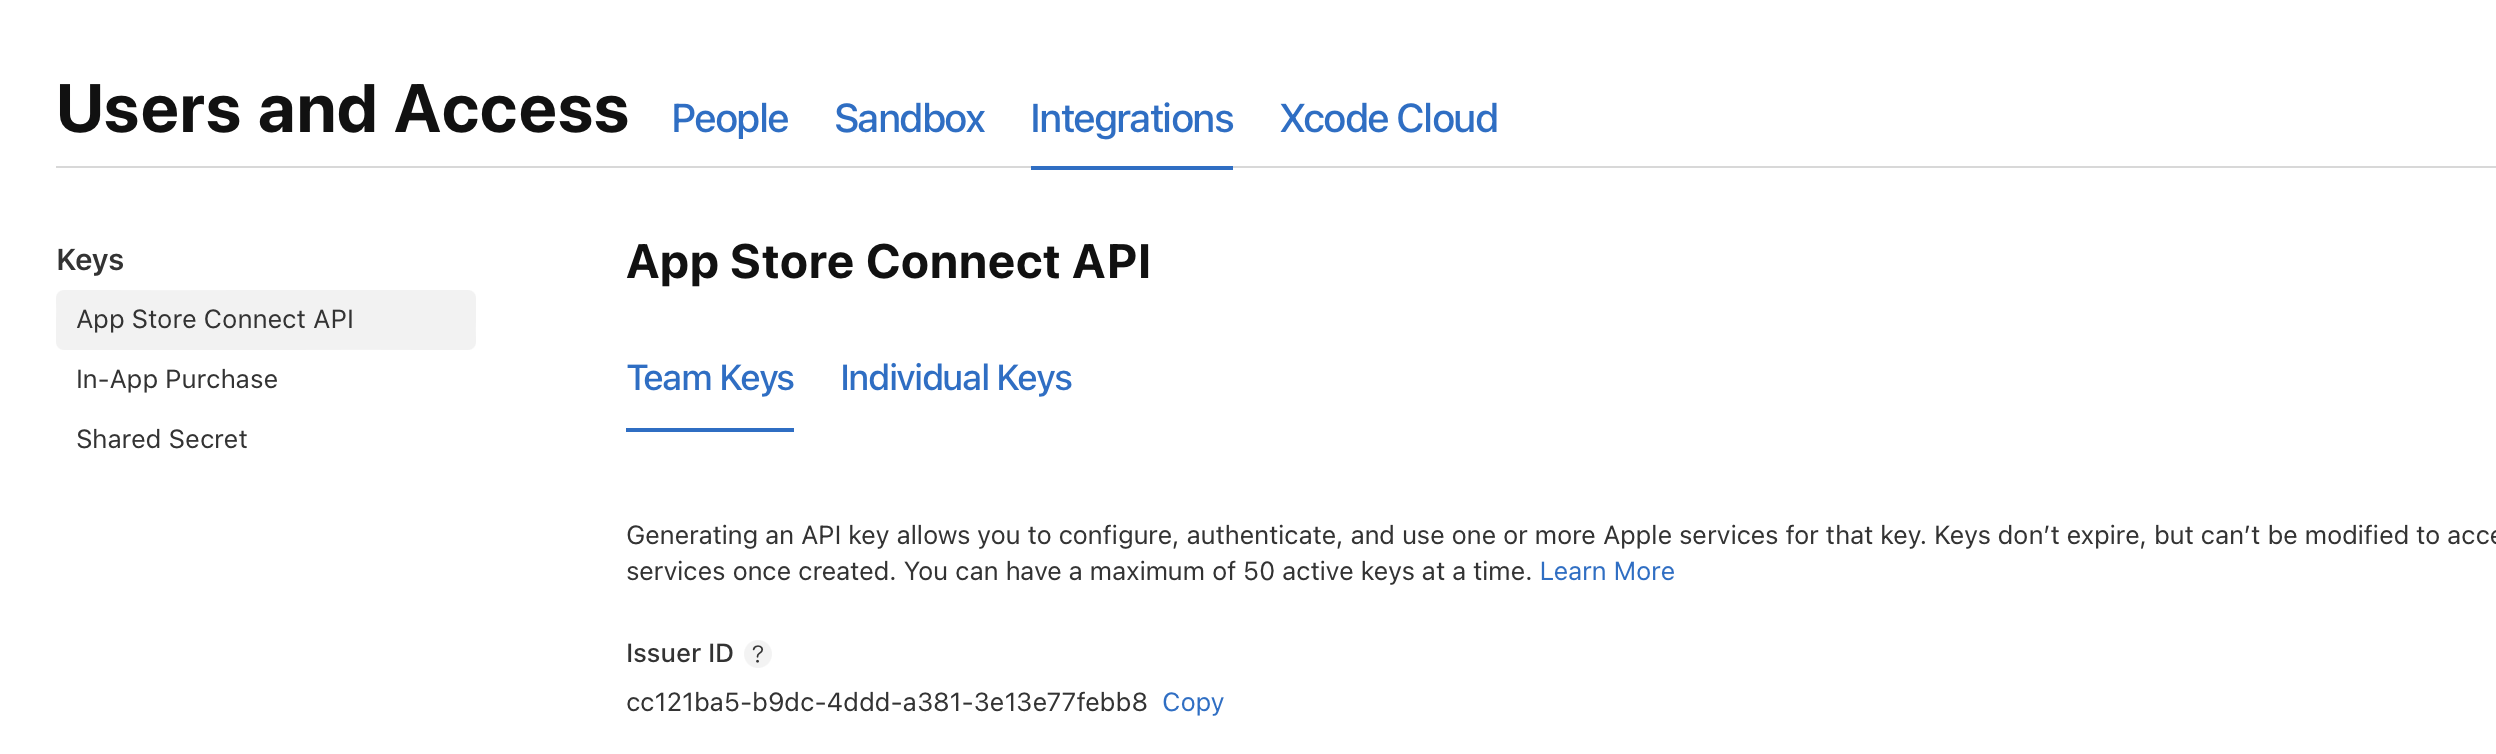 Users and Access People Sandbox Integrations Xcode Cloud
Keys
App Store Connect API
In-App Purchase
Shared Secret
App Store Connect API
Team Keys Individual Keys
Generating an API key allows you to configure, authenticate, and use one or more Apple services for that key. Keys don’t expire, but can’t be modified to
services once created. You can have a maximum of 50 active keys at a time. Learn More
Issuer ID ?
cc121ba5-b9dc-4ddd-a381-3e13e77febb8 Copy